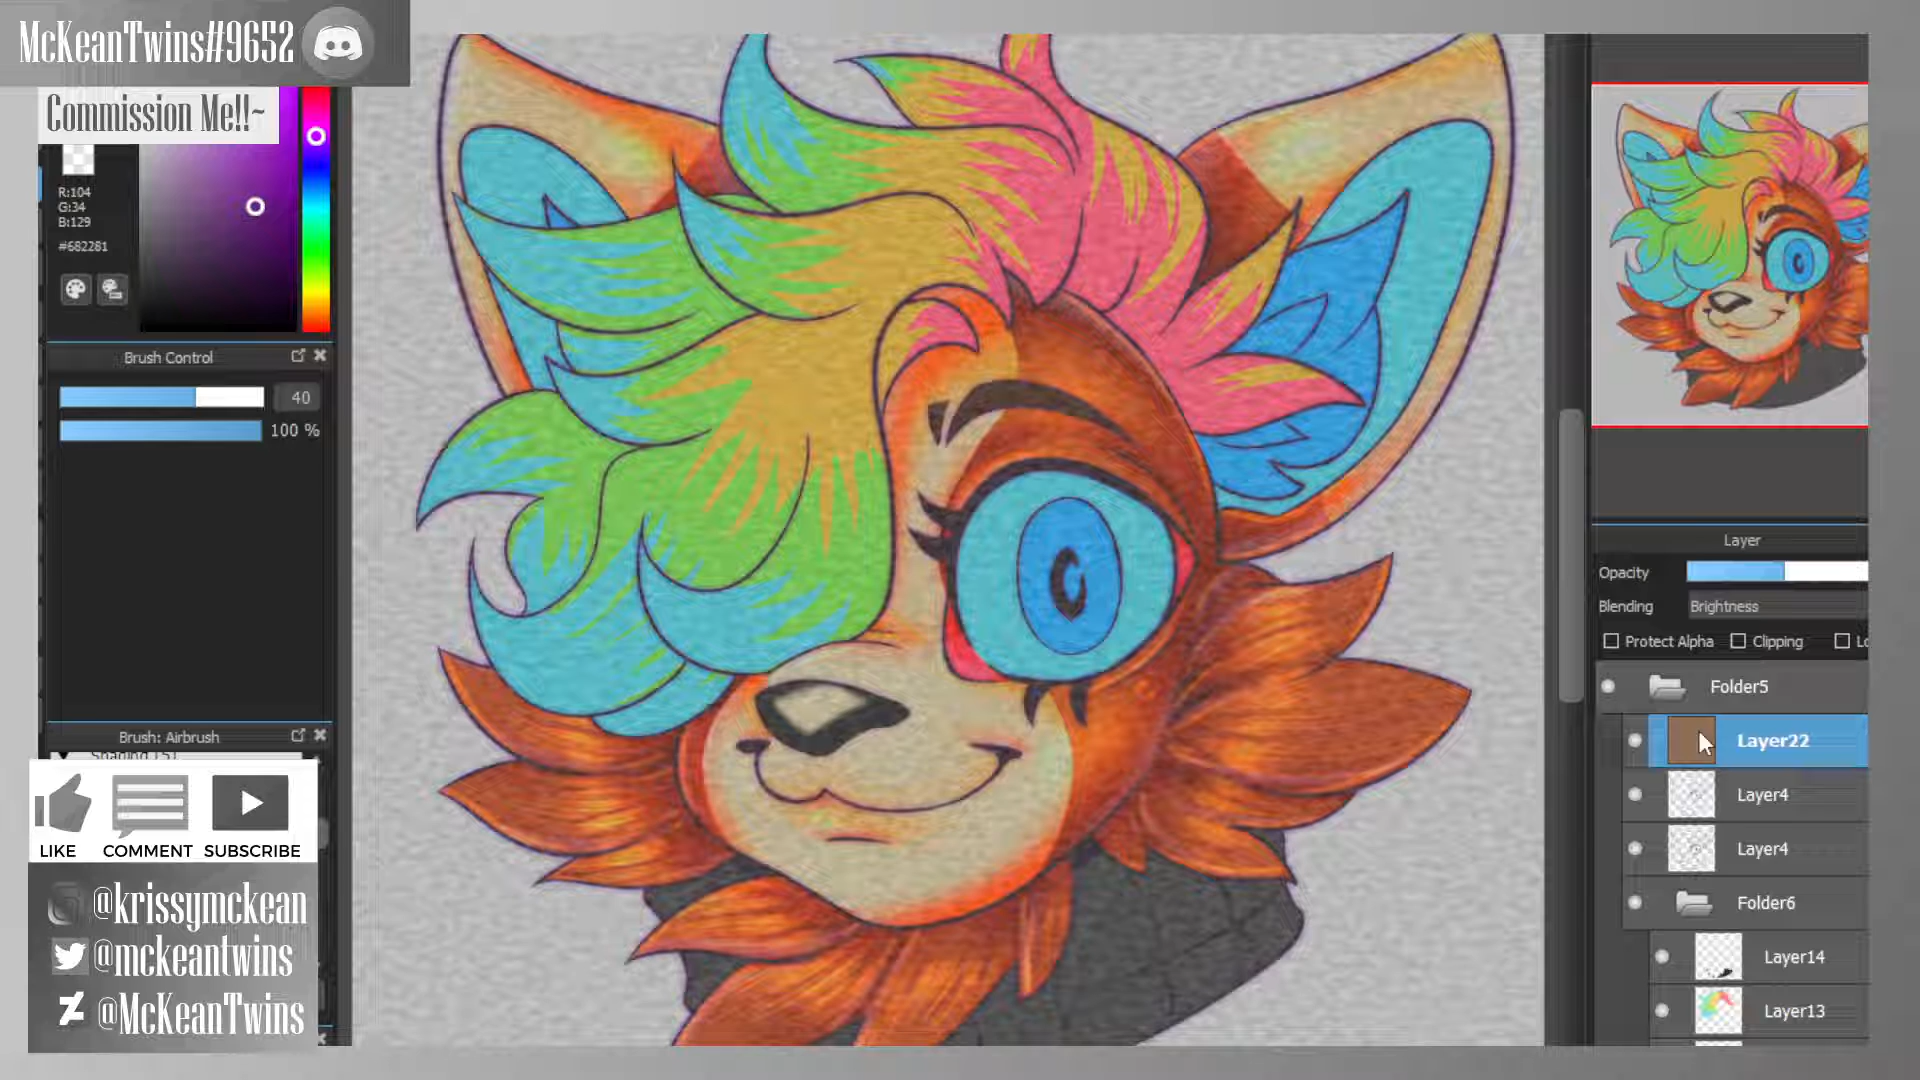 McKeanTwins#9652
Commission Me!!~
R:104
G:34
B:129
#682281
Brush Control
40
100 %
Brush: Airbrush
LIKE
COMMENT
SUBSCRIBE
@krissymckean
@mckeantwins
@McKeanTwins
Layer
Opacity
Blending
Brightness
Protect Alpha
Clipping
Folder5
Layer22
Layer4
Layer4
Folder6
Layer14
Layer13